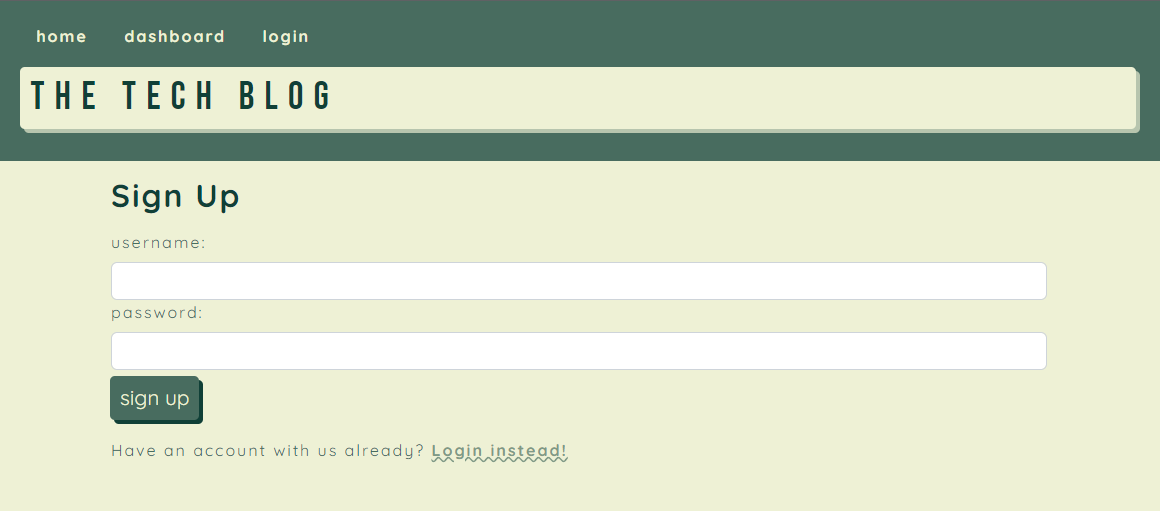 home dashboard login
THE TECH BLOG
Sign Up
username:
password:
sign up
Have an account with us already? Login instead!